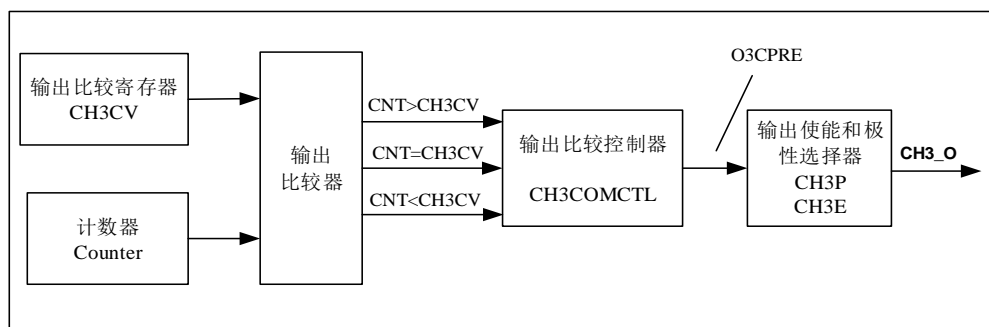 O3CPRE
输出比较寄存器
CH3CV
计数器
Counter
输出
比较器
CNT>CH3CV
CNT=CH3CV
CNT<CH3CV
输出比较控制器
CH3COMCTL
输出使能和极
性选择器
CH3P
CH3E
CH3_O